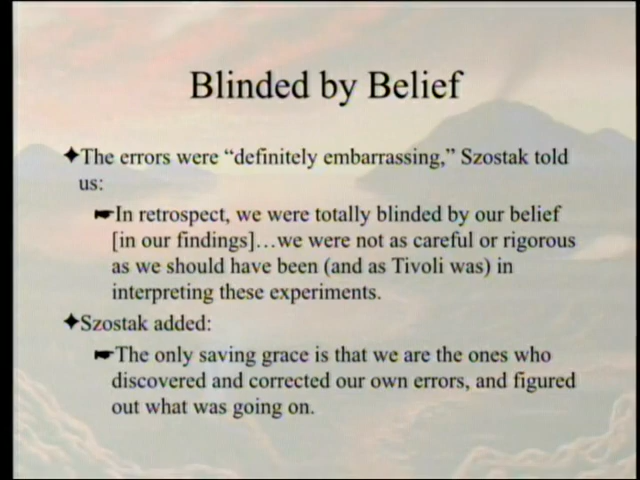 Blinded by Belief
The errors were “definitely embarrassing,” Szostak told
us:
In retrospect, we were totally blinded by our belief
[in our findings]…we were not as careful or rigorous
as we should have been (and as Tivoli was) in
interpreting these experiments.
Szostak added:
The only saving grace is that we are the ones who
discovered and corrected our own errors, and figured
out what was going on.